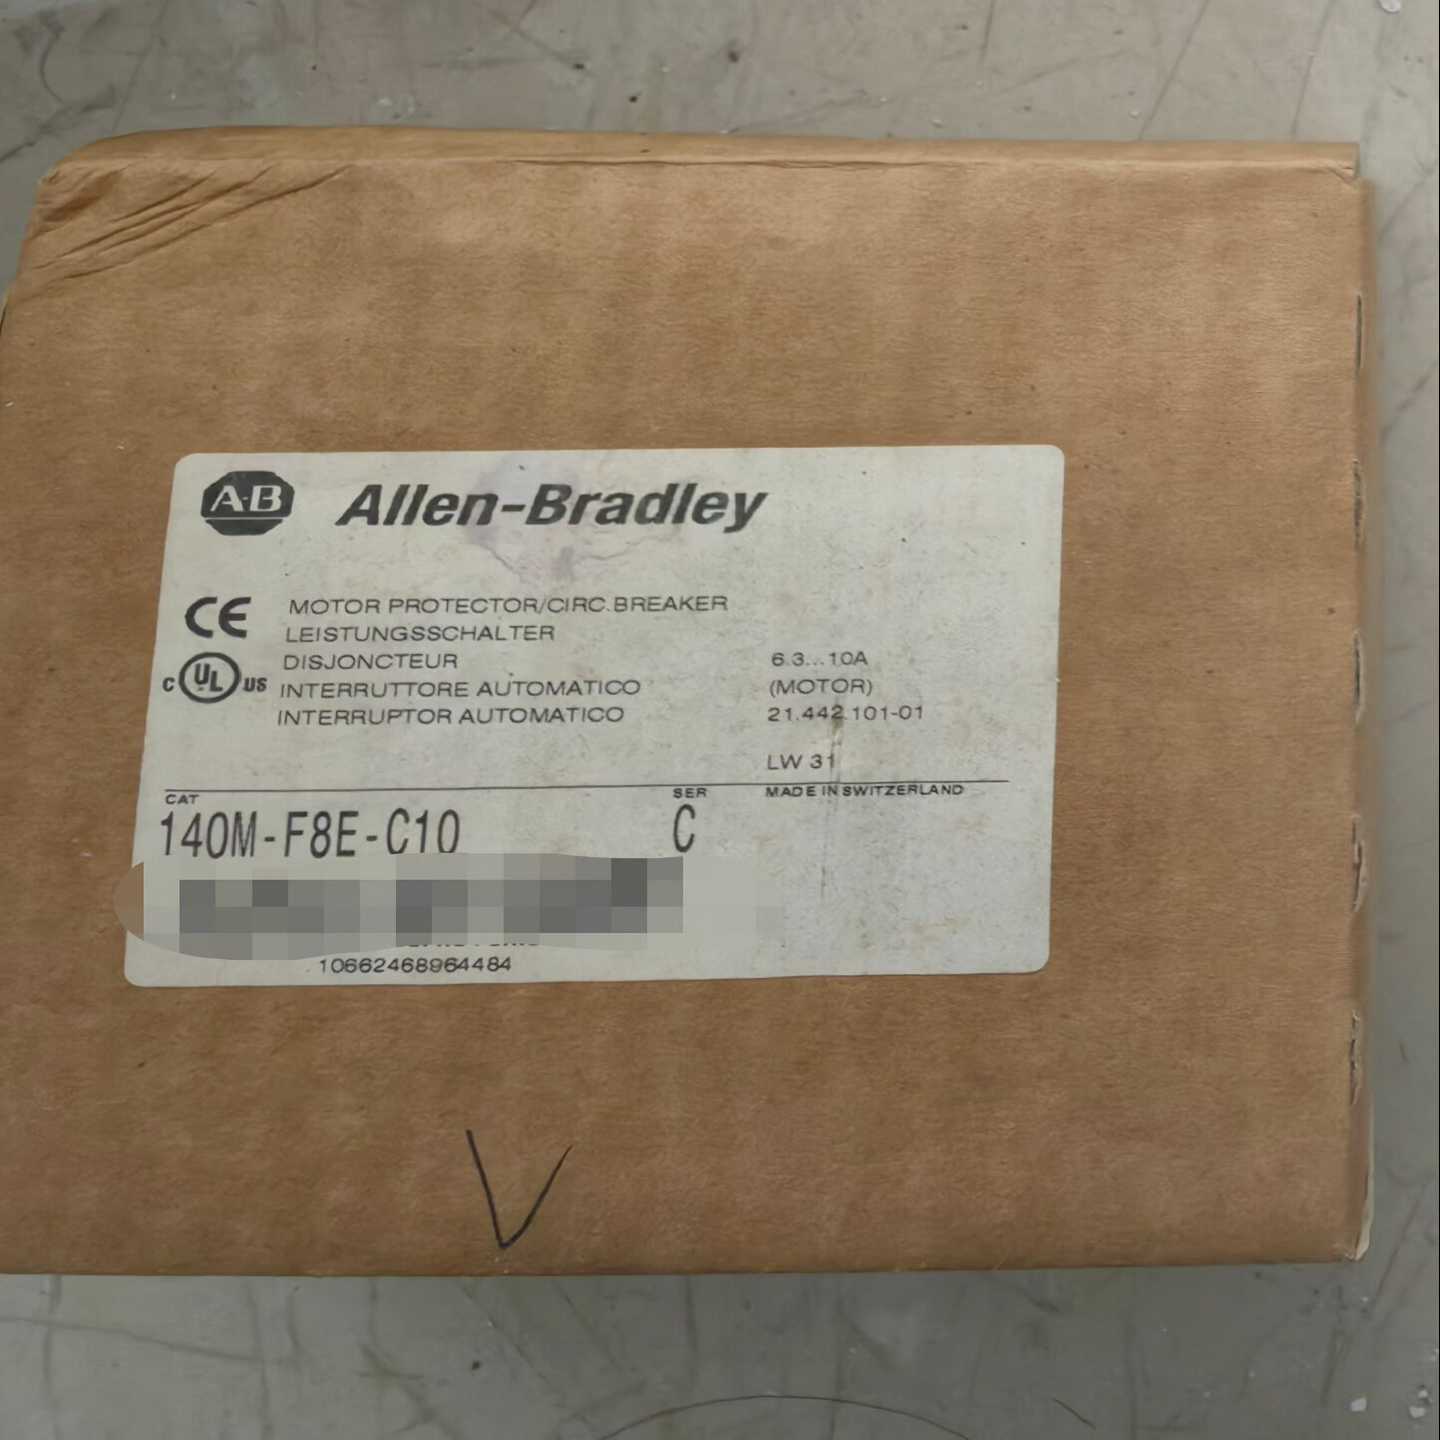 A-B Allen-Bradley
CE MOTOR PROTECTOR/CIRC.BREAKER
LEISTUNGSSCHALTER
DISJONCTEUR 6.3...10A
C UL US INTERRUTTORE AUTOMATICO (MOTOR)
INTERRUPTOR AUTOMATICO 21.442.101-01
LW 31
CAT SER MADE IN SWITZERLAND
140M-F8E-C10 C
10662468964484
V